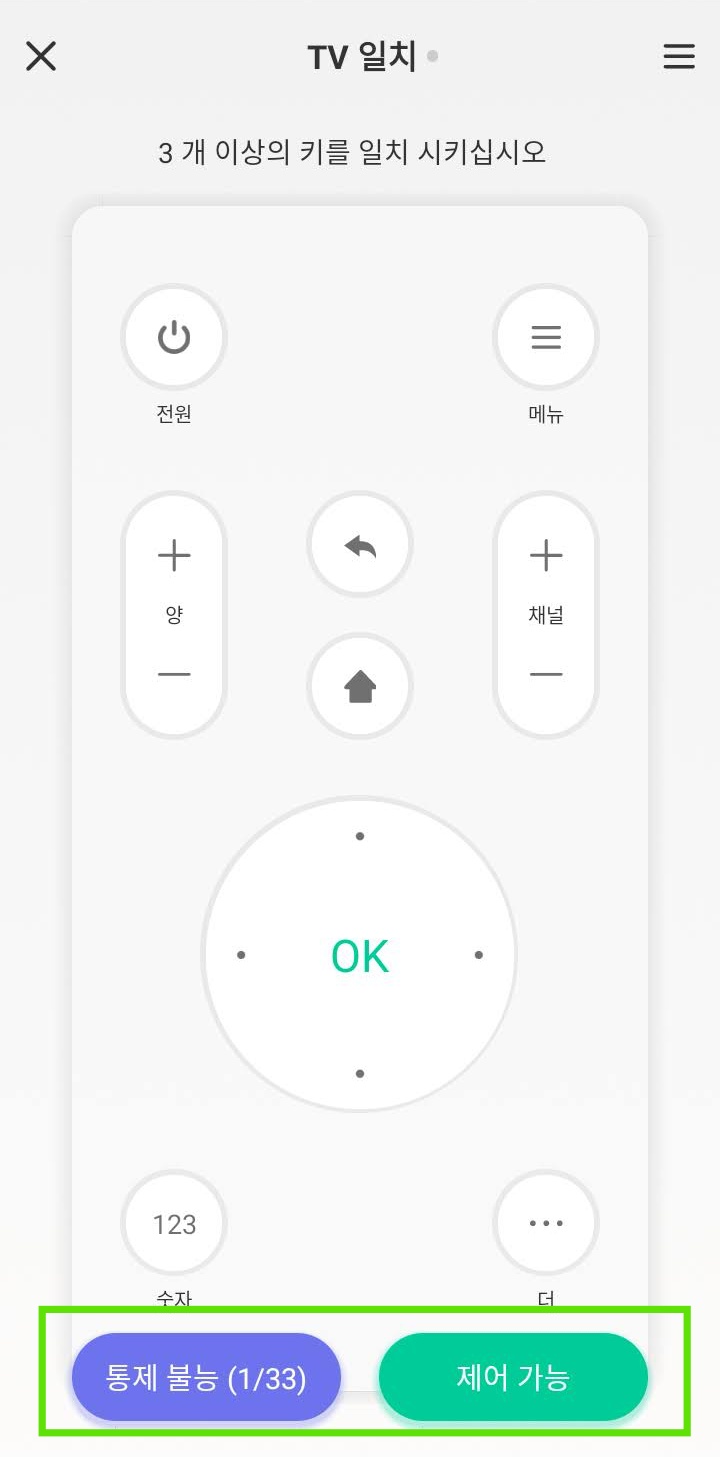 TV 일치
3 개 이상의 키를 일치 시키십시오
전원
메뉴
양
채널
OK
123
숫자
더
통제 불능 (1/33)
제어 가능